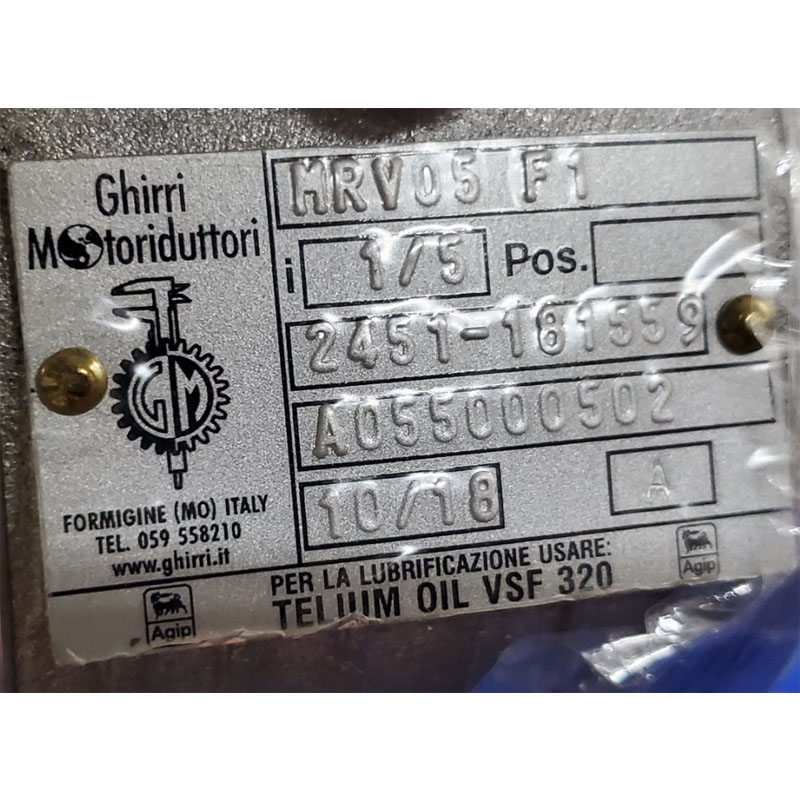 Ghirri
Motoriduttori
GM
FORMIGINE (MO) ITALY
TEL. 059 558210
www.ghirri.it
MRV05 F1
i 1/5 Pos.
2451-181559
A055000502
10/18 A
PER LA LUBRIFICAZIONE USARE:
TELIUM OIL VSF 320
Agip
Agip